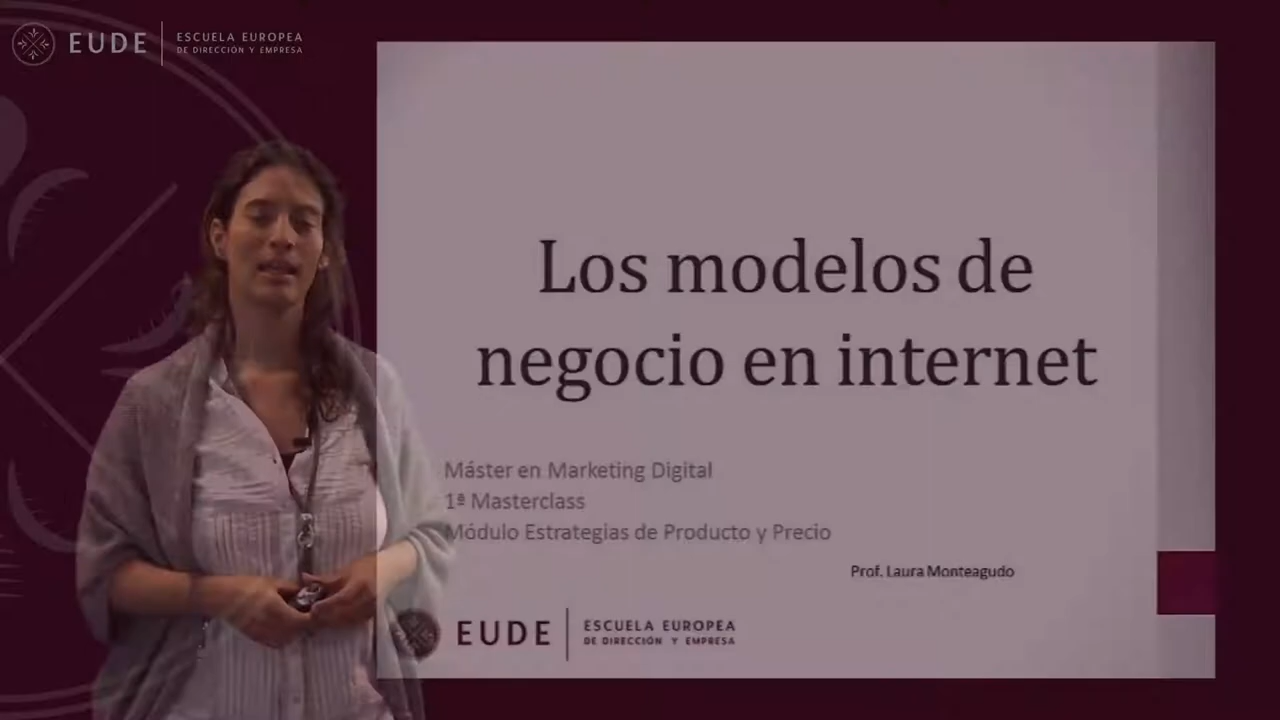 EUDE
ESCUELA EUROPEA
DE DIRECCIÓN Y EMPRESA
Los modelos de
negocio en internet
Máster en Marketing Digital
1ª Masterclass
Módulo Estrategias de Producto y Precio
Prof. Laura Monteagudo
EUDE
ESCUELA EUROPEA
DE DIRECCIÓN Y EMPRESA